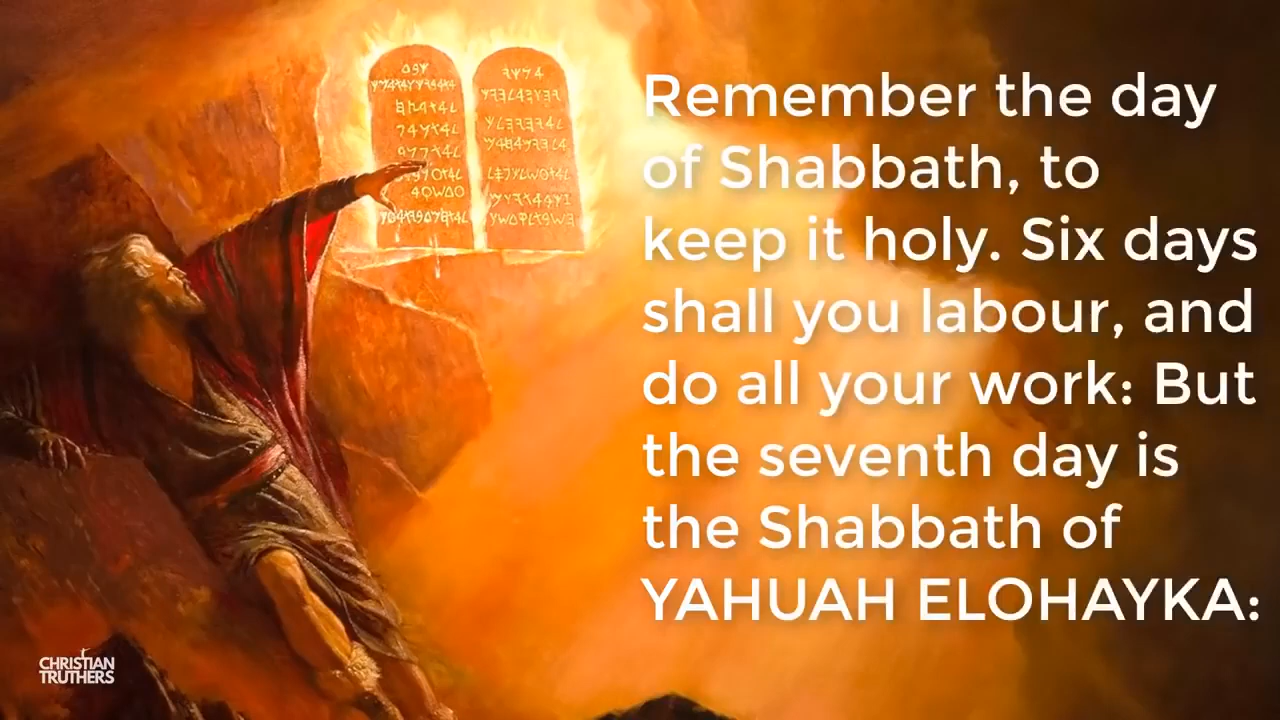 Remember the day
of Shabbath, to
keep it holy. Six days
shall you labour, and
do all your work: But
the seventh day is
the Shabbath of
YAHUAH ELOHAYKA:
CHRISTIAN
TRUTHERS